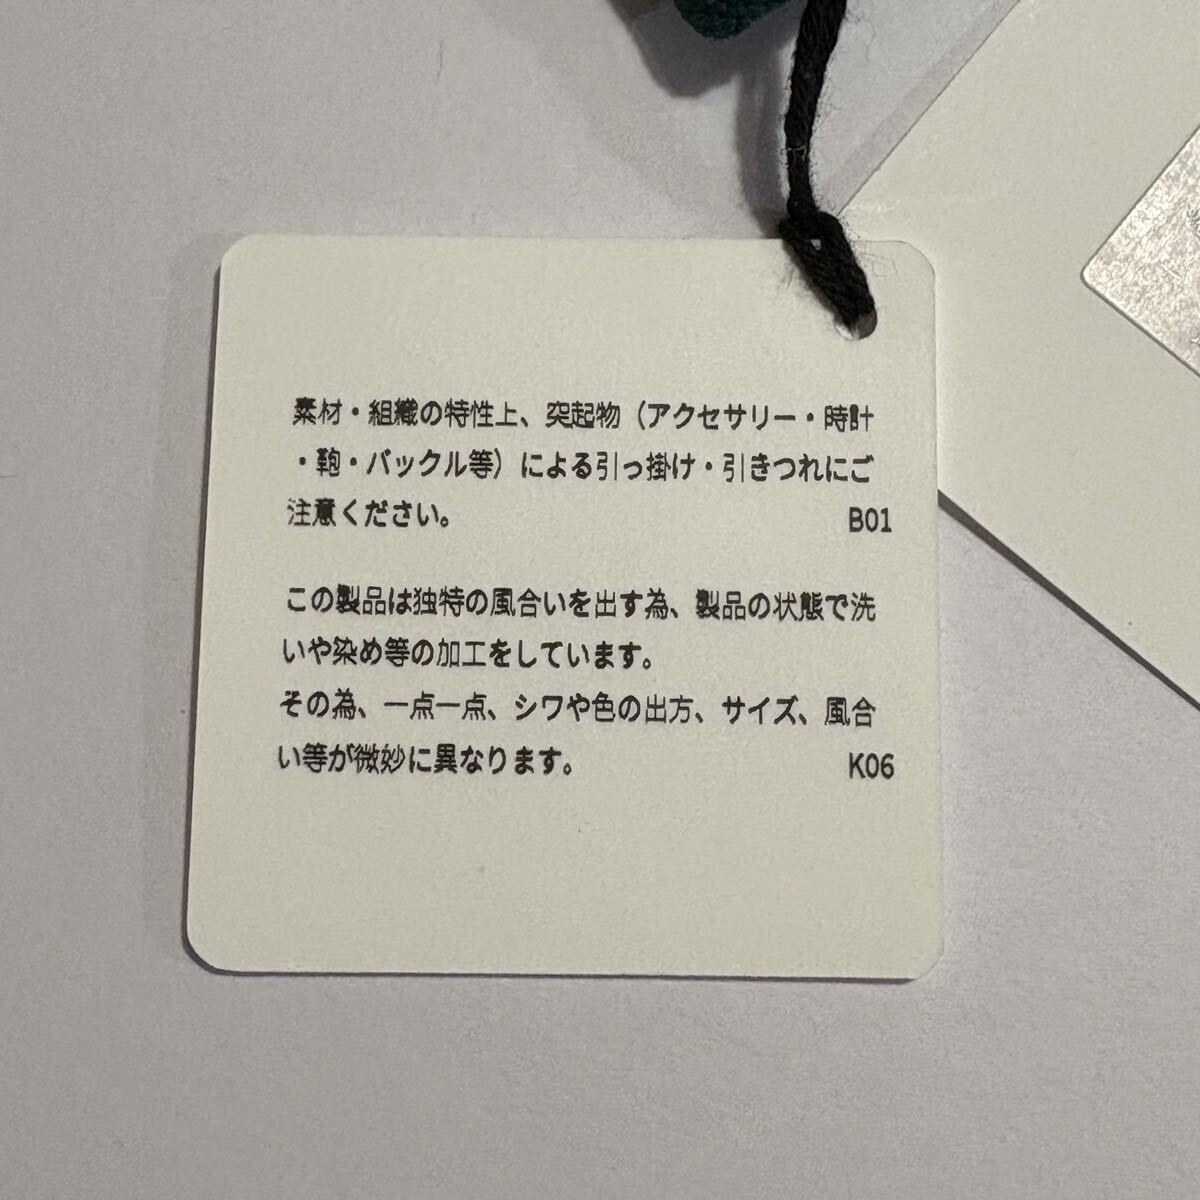 素材・組織の特性上、突起物（アクセサリー・時計
・鞄・バックル等）による引っ掛け・引きつれにご
注意ください。 B01
この製品は独特の風合いを出す為、製品の状態で洗
いや染め等の加工をしています。
その為、一点一点、シワや色の出方、サイズ、風合
い等が微妙に異なります。 K06